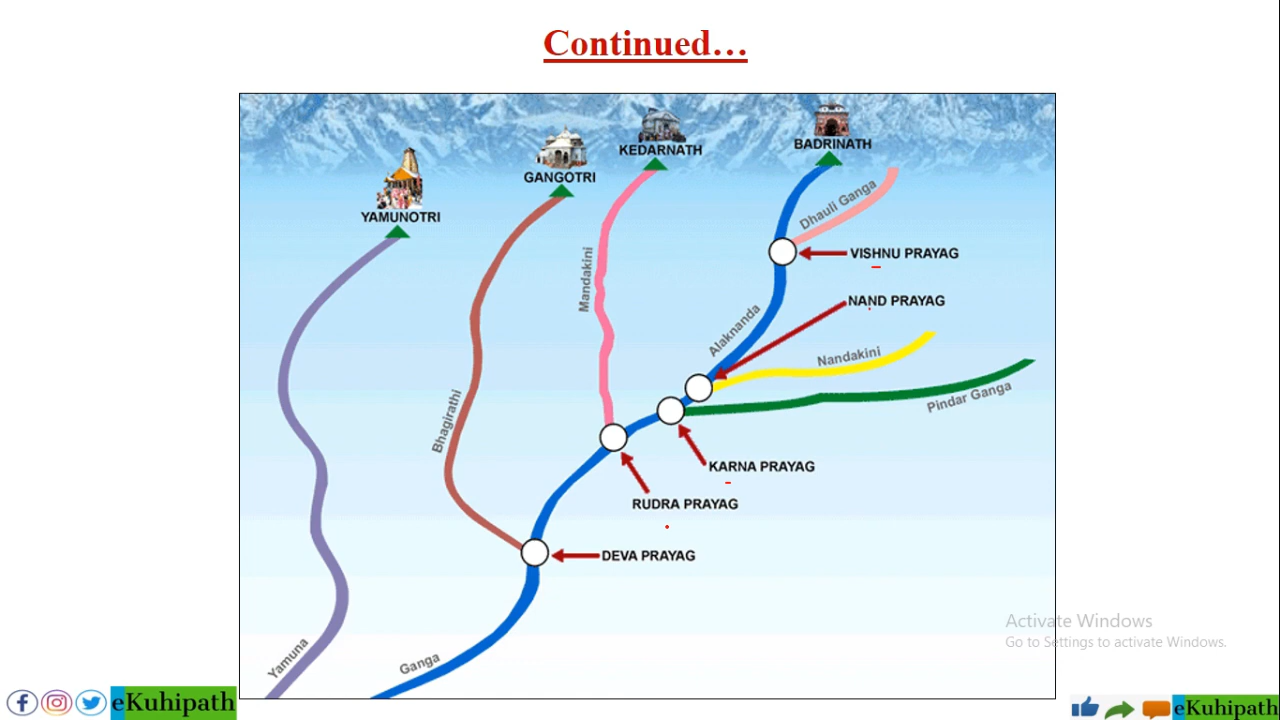 Continued...
KEDARNATH
BADRINATH
GANGOTRI
YAMUNOTRI
Dhauli Ganga
VISHNU PRAYAG
Mandakini
NAND PRAYAG
Alaknanda
Nandakini
Pindar Ganga
Bhagirathi
KARNA PRAYAG
RUDRA PRAYAG
DEVA PRAYAG
Activate Windows
Go to Settings to activate Windows.
Yamuna
Ganga
eKuhipath
eKuhipath